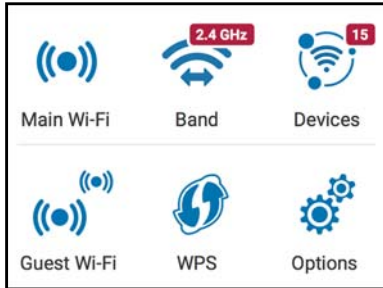 2.4 GHz
15
Main Wi-Fi
Band
Devices
Guest Wi-Fi
WPS
Options